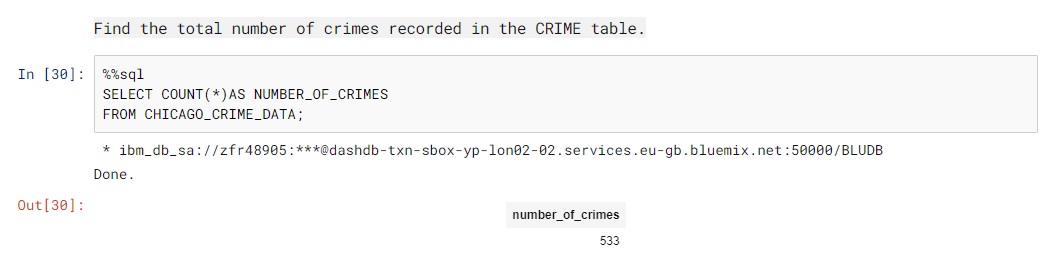 Find the total number of crimes recorded in the CRIME table.
In [30]: %%sql
SELECT COUNT(*)AS NUMBER_OF_CRIMES
FROM CHICAGO_CRIME_DATA;
* ibm_db_sa://zfr48905:***@dashdb-txn-sbox-yp-lon02-02.services.eu-gb.bluemix.net:50000/BLUDB
Done.
Out[30]:
number_of_crimes
533